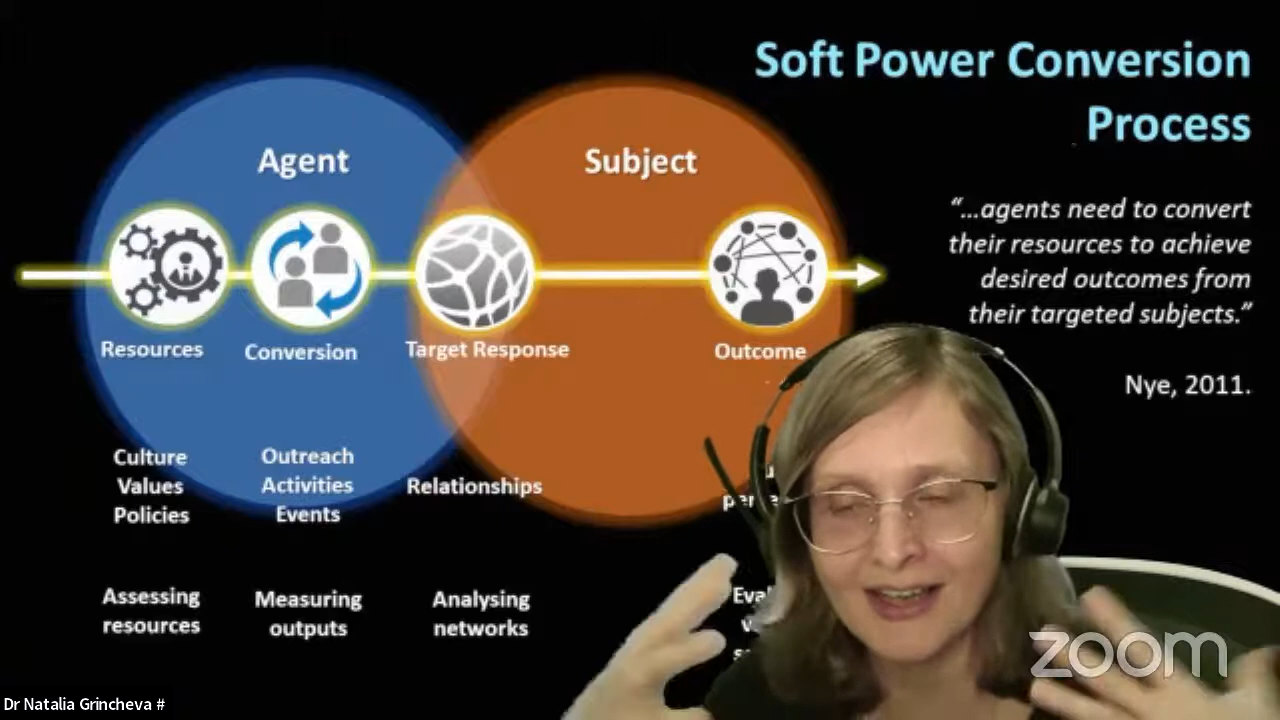 Soft Power Conversion
Process
Agent
Subject
"...agents need to convert
their resources to achieve
desired outcomes from
their targeted subjects."
Nye, 2011.
Resources
Conversion
Target Response
Outcome
Culture
Values
Policies
Outreach
Activities
Events
Relationships
Assessing
resources
Measuring
outputs
Analysing
networks
zoom
Dr Natalia Grincheva #